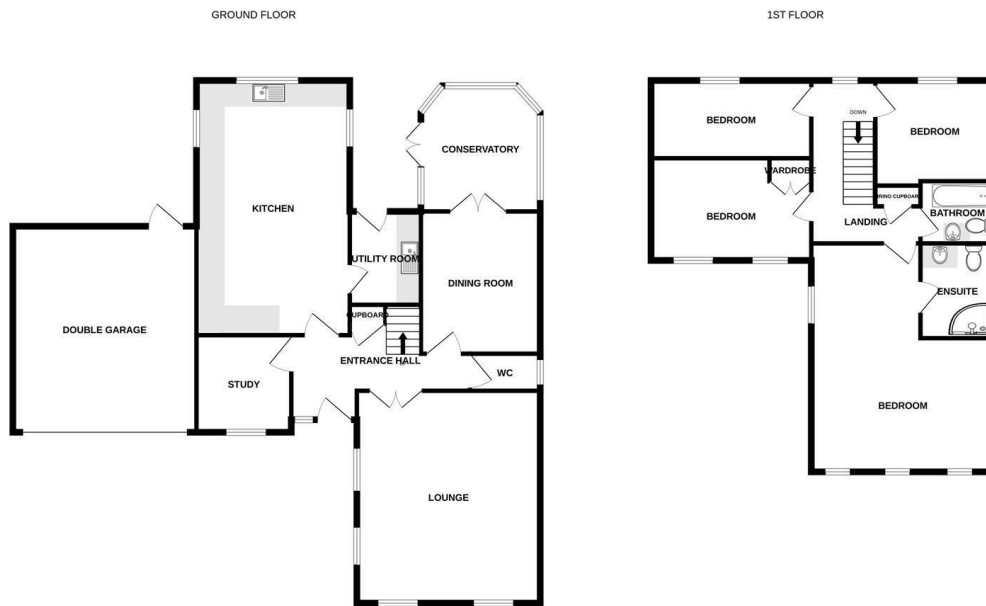 GROUND FLOOR
1ST FLOOR
CONSERVATORY
KITCHEN
UTILITY ROOM
DINING ROOM
DOUBLE GARAGE
CUPBOARD
ENTRANCE HALL
WC
STUDY
LOUNGE
DOWN
BEDROOM
BEDROOM
WARDROBE
BEDROOM
LANDING
BATHROOM
ENSUITE
BEDROOM